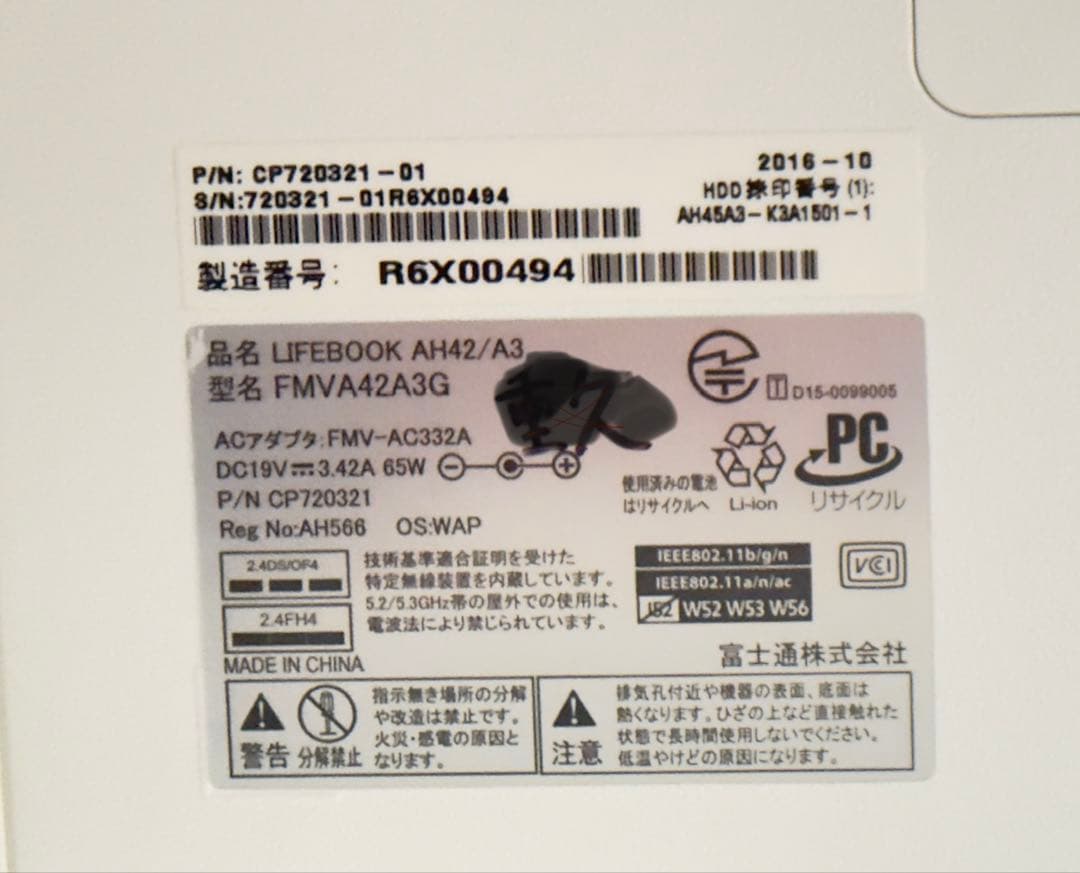 P/N: CP720321-01
2016-10
S/N:720321-01R6X00494
HDD捺印番号(1):
AH45A3-K3A1501-1
製造番号: R6X00494
品名 LIFEBOOK AH42/A3
型名 FMVA42A3G
T D15-0099005
ACアダプタ:FMV-AC332A
DC19V 3.42A 65W
P/N CP720321
Reg No:AH566 OS:WAP
使用済みの電池
はリサイクルへ
Li-ion
PC
リサイクル
2.4DS/OF4
2.4FH4
技術基準適合証明を受けた
特定無線装置を内蔵しています。
5.2/5.3GHz帯の屋外での使用は、
電波法により禁じられています。
IEEE802.11b/g/n
IEEE802.11a/n/ac
J52 W52 W53 W56
VCI
MADE IN CHINA
富士通株式会社
警告
分解禁止
指示無き場所の分解
や改造は禁止です。
火災・感電の原因と
なります。
注意
排気孔付近や機器の表面、底面は
熱くなります。ひざの上など直接触れた
状態で長時間使用しないでください。
低温やけどの原因になります。